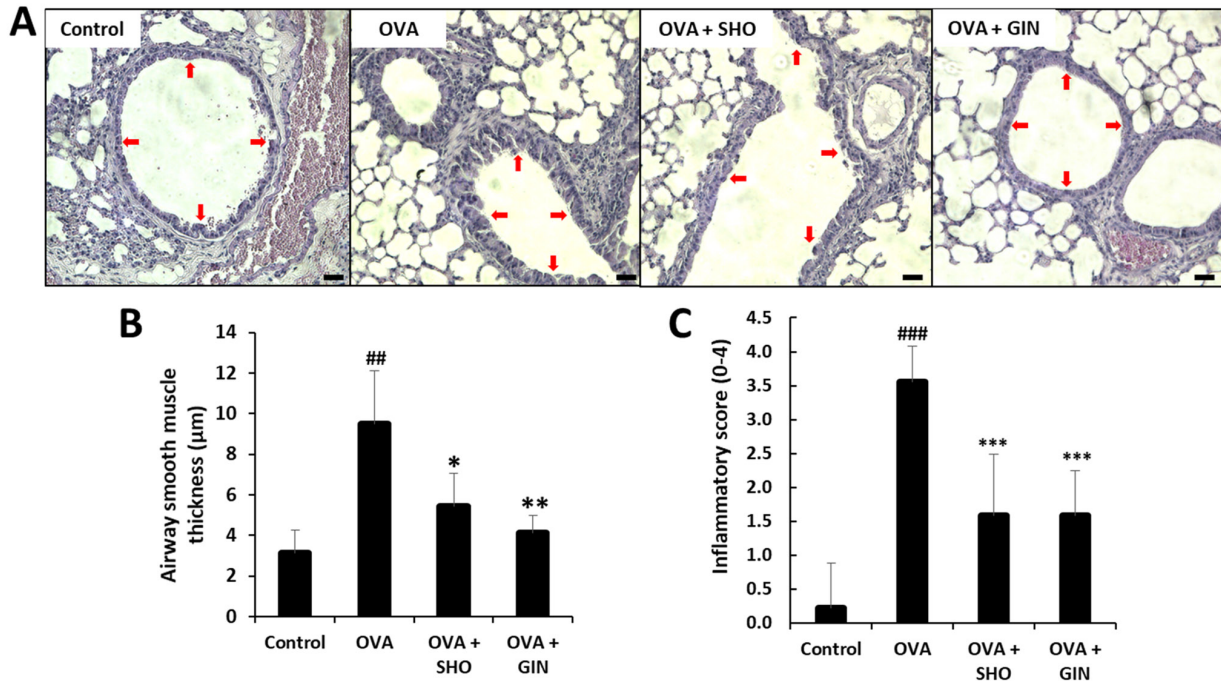 A
Control
OVA
OVA + SHO
OVA + GIN
B
Airway smooth muscle
thickness (µm)
14
12
10
8
6
4
2
0
##
*
**
Control
OVA
OVA +
SHO
OVA +
GIN
C
Inflammatory score (0-4)
4.5
4.0
3.5
3.0
2.5
2.0
1.5
1.0
0.5
0.0
###
***
***
Control
OVA
OVA +
SHO
OVA +
GIN